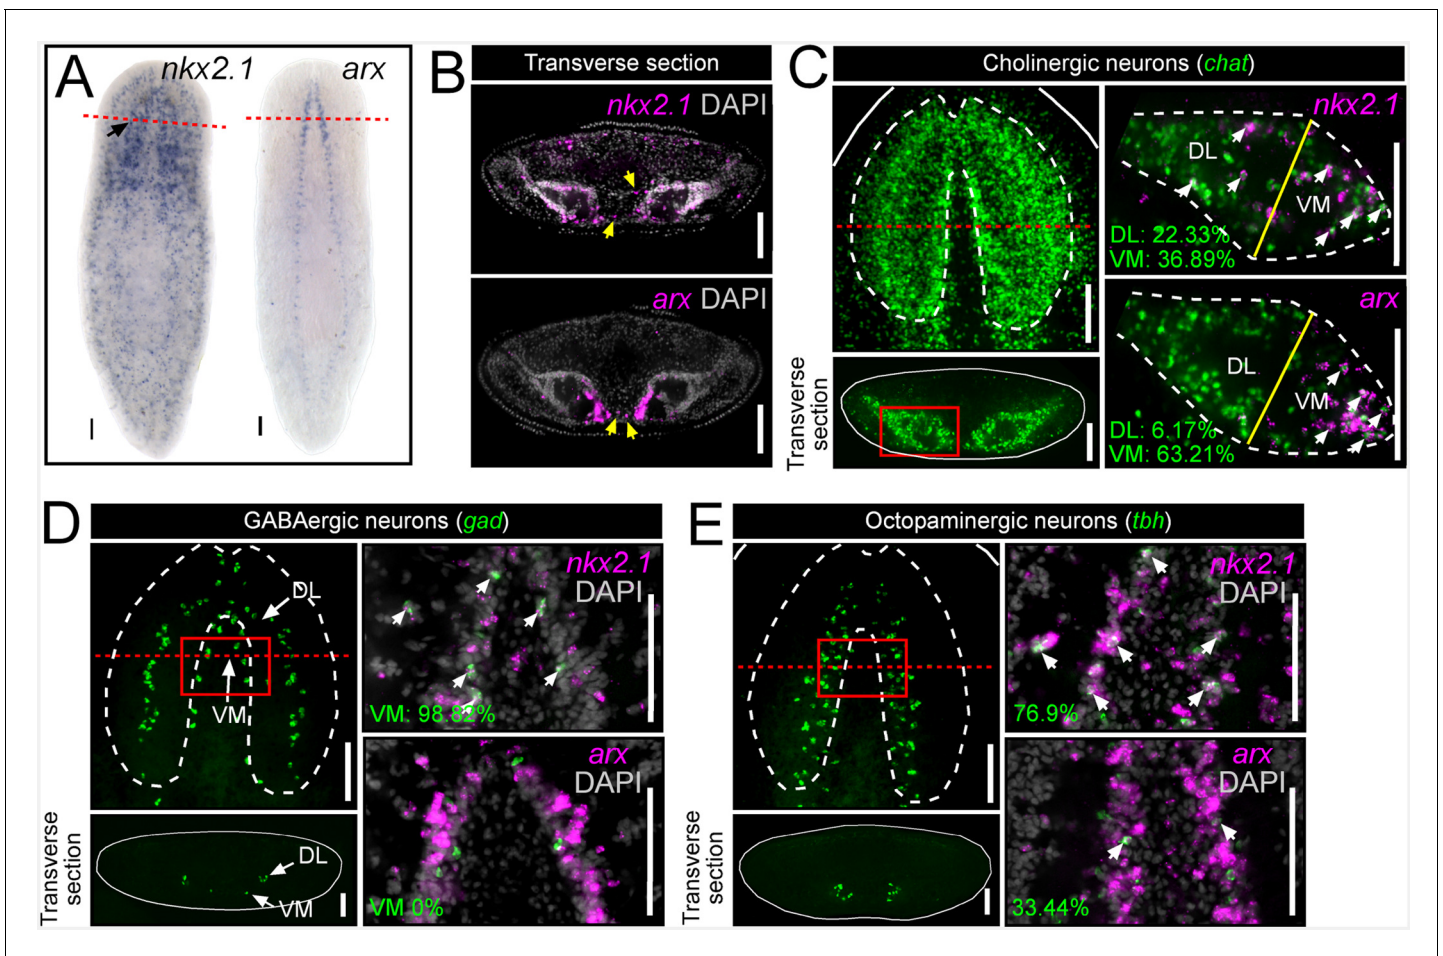 A
nkx2.1
arx
B
Transverse section
nkx2.1 DAPI
arx DAPI
C
Cholinergic neurons (chat)
nkx2.1
DL
VM
DL: 22.33%
VM: 36.89%
arx
DL
VM
DL: 6.17%
VM: 63.21%
Transverse
section
D
GABAergic neurons (gad)
DL
VM
nkx2.1
DAPI
VM: 98.82%
arx
DAPI
VM 0%
Transverse
section
DL
VM
E
Octopaminergic neurons (tbh)
nkx2.1
DAPI
76.9%
arx
DAPI
33.44%
Transverse
section